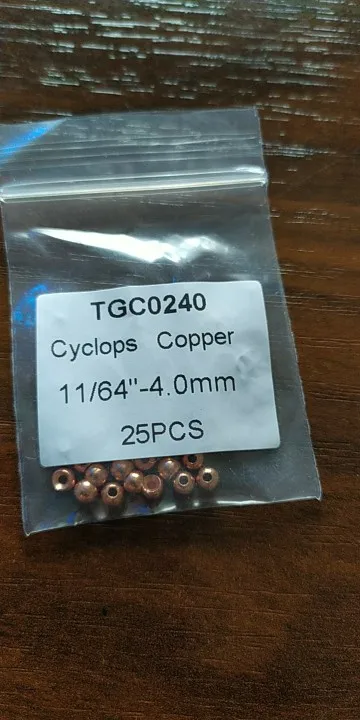 TGC0240
Cyclops Copper
11/64"-4.0mm
25PCS